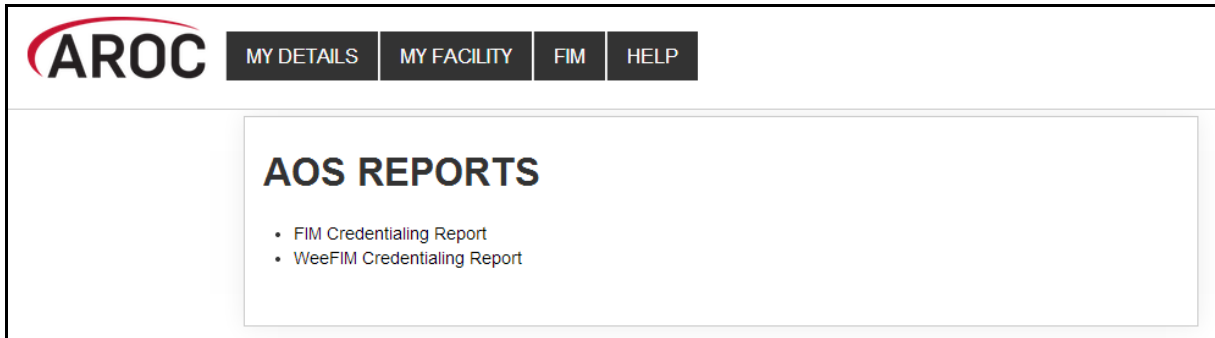 AROC
MY DETAILS MY FACILITY FIM HELP
AOS REPORTS
• FIM Credentialing Report
• WeeFIM Credentialing Report